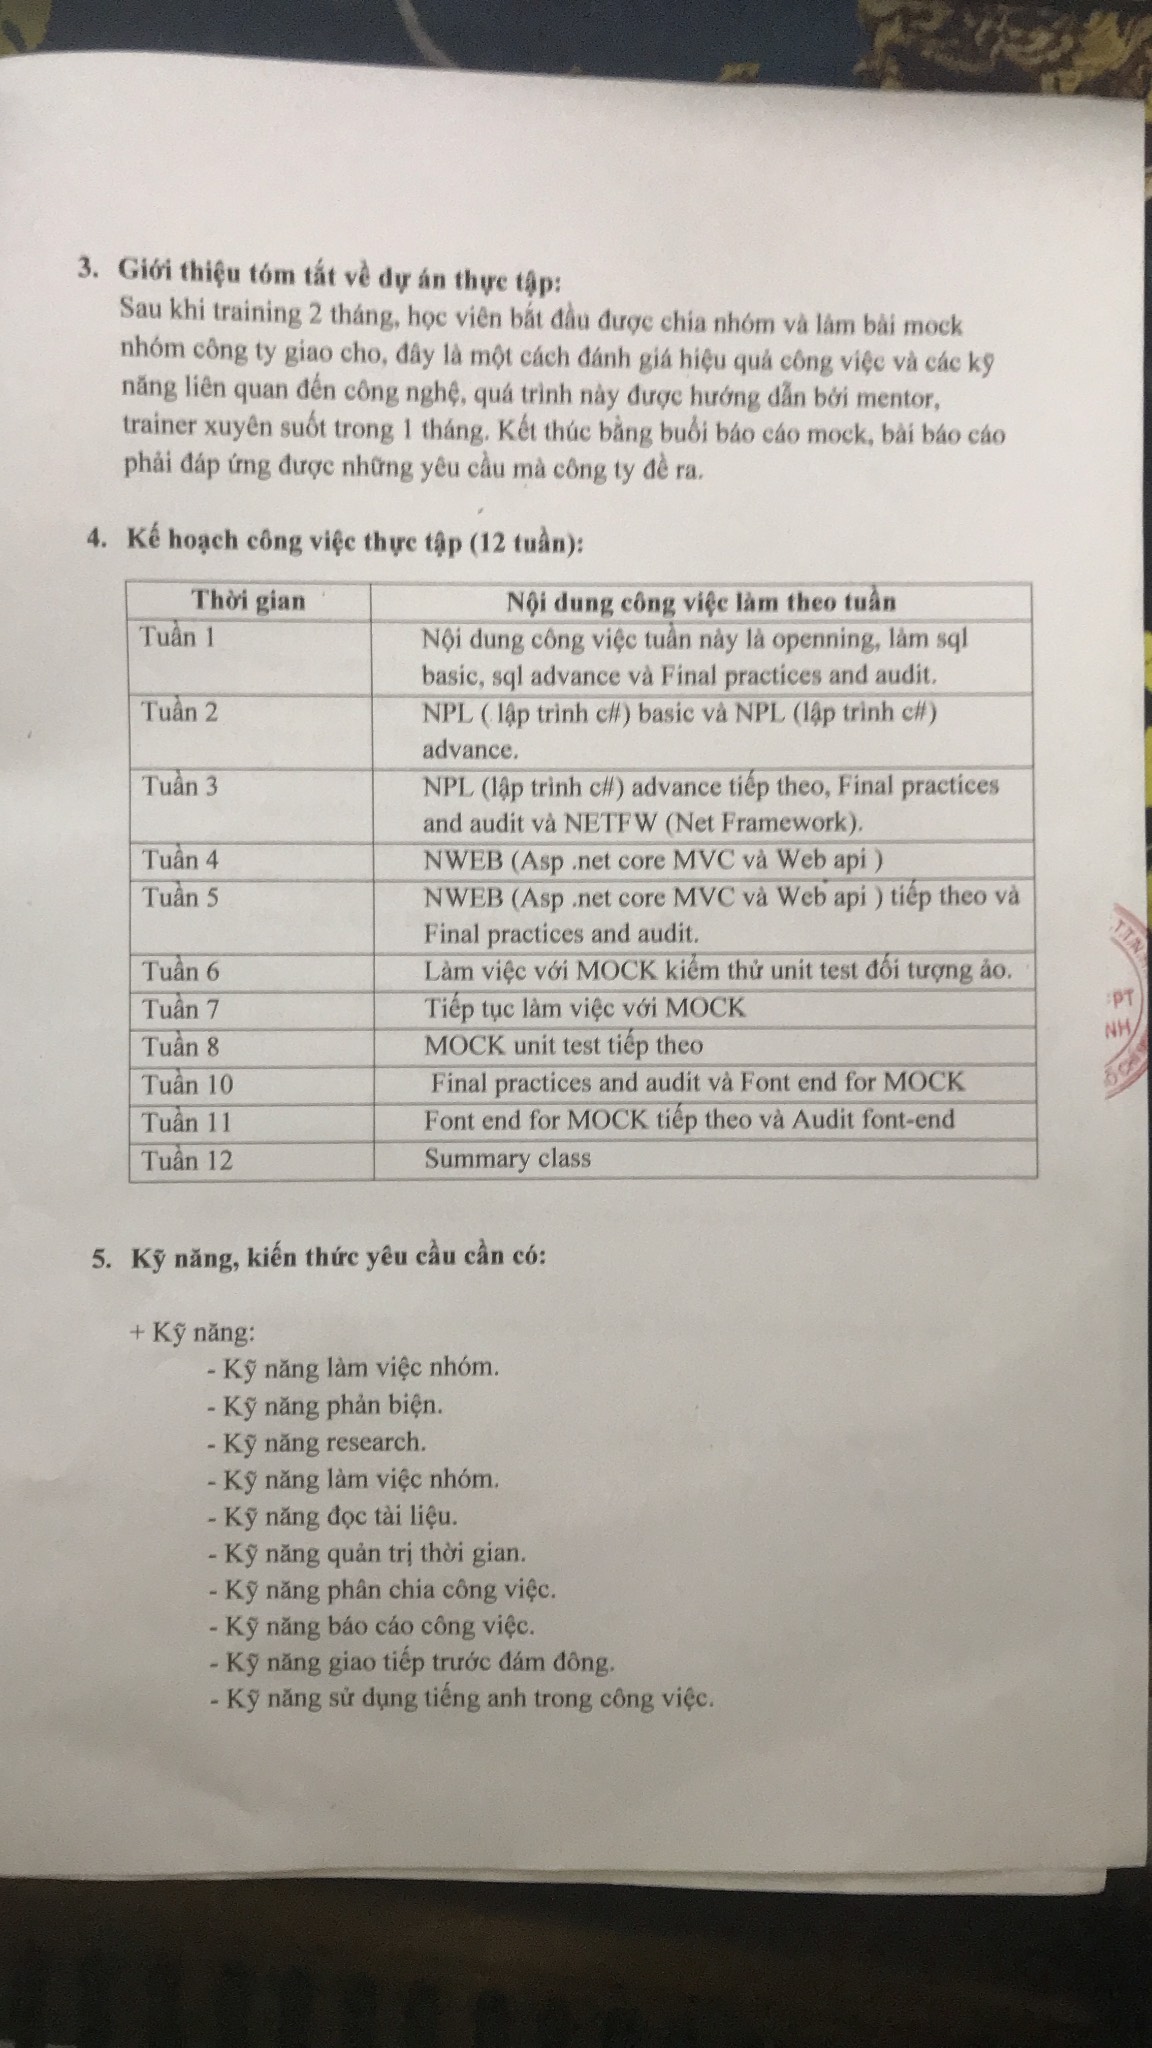 3. Giới thiệu tóm tắt về dự án thực tập:
Sau khi training 2 tháng, học viên bắt đầu được chia nhóm và làm bài mock
nhóm công ty giao cho, đây là một cách đánh giá hiệu quả công việc và các kỹ
năng liên quan đến công nghệ, quá trình này được hướng dẫn bởi mentor,
trainer xuyên suốt trong 1 tháng. Kết thúc bằng buổi báo cáo mock, bài báo cáo
phải đáp ứng được những yêu cầu mà công ty đề ra.
4. Kế hoạch công việc thực tập (12 tuần):
Thời gian Nội dung công việc làm theo tuần
Tuần 1 Nội dung công việc tuần này là openning, làm sql
basic, sql advance và Final practices and audit.
Tuần 2 NPL ( lập trình c#) basic và NPL (lập trình c#)
advance.
Tuần 3 NPL (lập trình c#) advance tiếp theo, Final practices
and audit và NETFW (Net Framework).
Tuần 4 NWEB (Asp .net core MVC và Web api )
Tuần 5 NWEB (Asp .net core MVC và Web api ) tiếp theo và
Final practices and audit.
Tuần 6 Làm việc với MOCK kiểm thử unit test đối tượng ảo.
Tuần 7 Tiếp tục làm việc với MOCK
Tuần 8 MOCK unit test tiếp theo
Tuần 10 Final practices and audit và Font end for MOCK
Tuần 11 Font end for MOCK tiếp theo và Audit font-end
Tuần 12 Summary class
PT
NH
5. Kỹ năng, kiến thức yêu cầu cần có:
+ Kỹ năng:
- Kỹ năng làm việc nhóm.
- Kỹ năng phản biện.
- Kỹ năng research.
- Kỹ năng làm việc nhóm.
- Kỹ năng đọc tài liệu.
- Kỹ năng quản trị thời gian.
- Kỹ năng phân chia công việc.
- Kỹ năng báo cáo công việc.
- Kỹ năng giao tiếp trước đám đông.
- Kỹ năng sử dụng tiếng anh trong công việc.